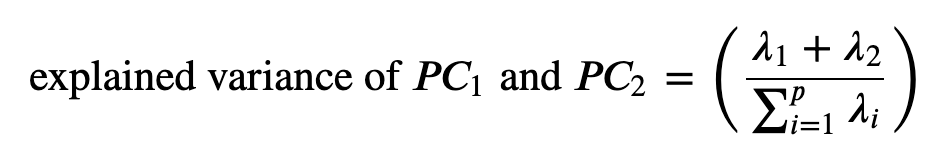 explained variance of PC₁ and PC₂ = ( (λ₁ + λ₂) / (∑ᵢ₌₁ᵖ λᵢ) )